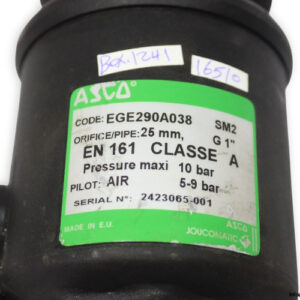 Box.1241
16510
ASCO®
CODE: EGE290A038 SM2
ORIFICE/PIPE: 25 mm, G 1"
EN 161 CLASSE A
Pressure maxi 10 bar
PILOT: AIR 5-9 bar
SERIAL N°: 2423065-001
MADE IN E.U.
ASCO
JOUCOMATIC